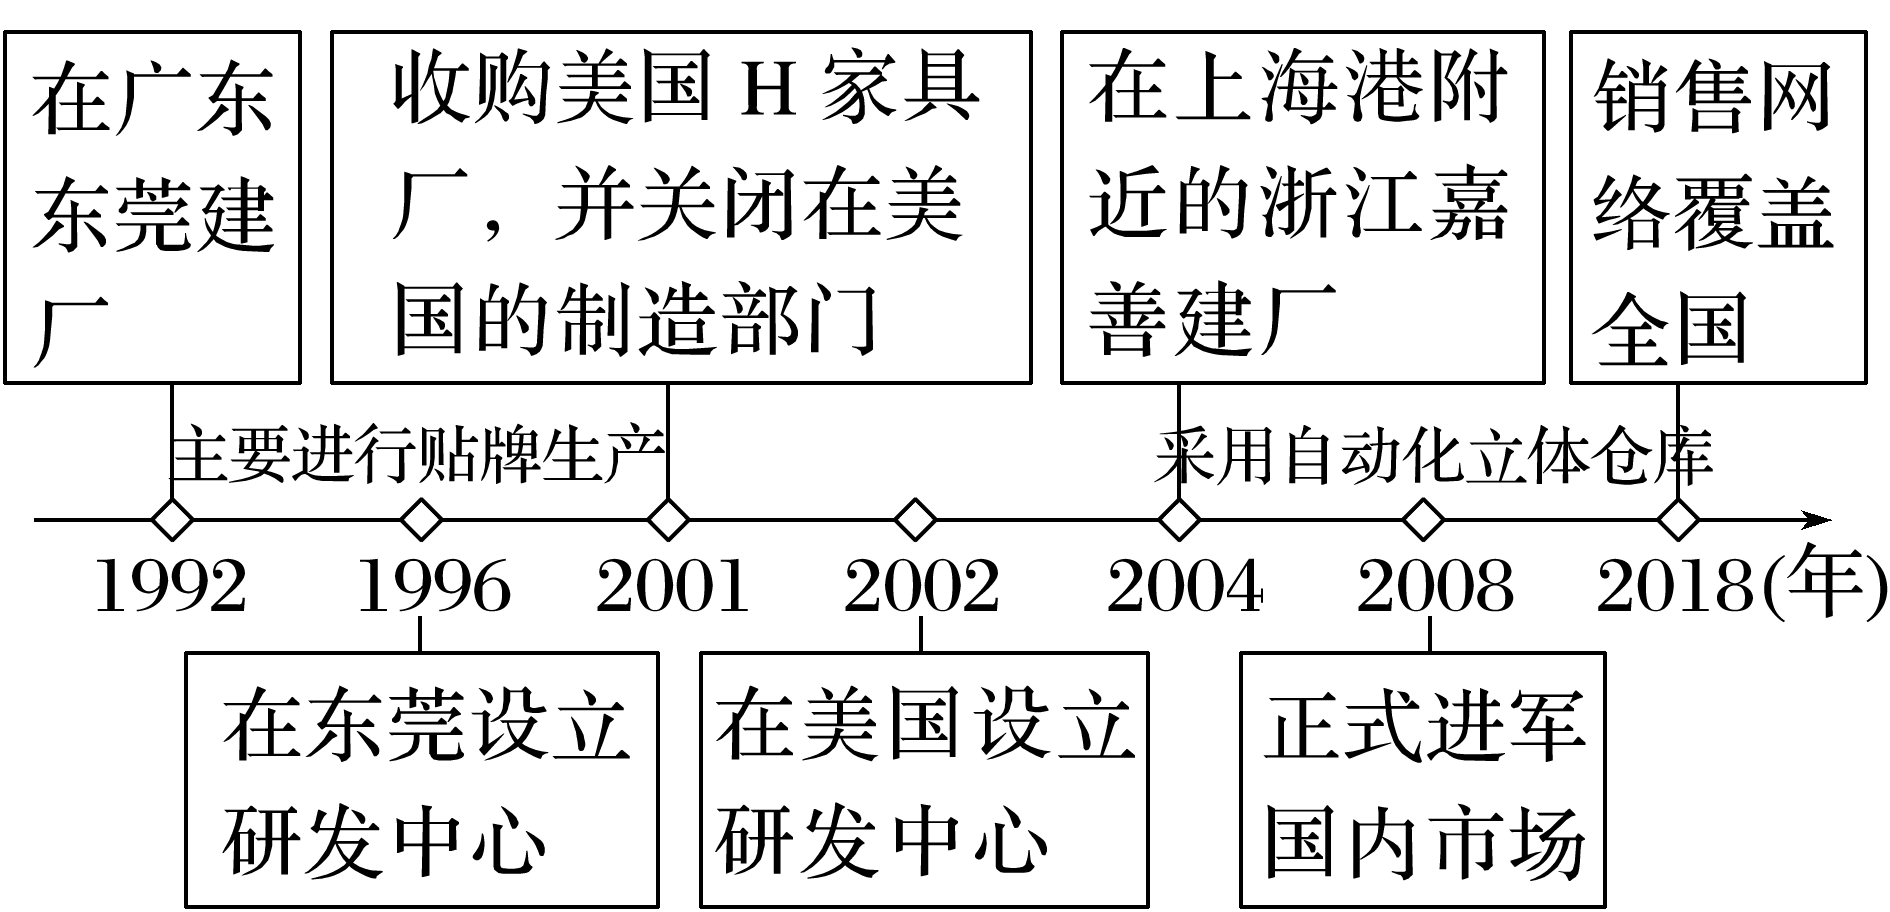 在广东
东莞建
厂
收购美国 H 家具
厂，并关闭在美
国的制造部门
在上海港附
近的浙江嘉
善建厂
销售网
络覆盖
全国
主要进行贴牌生产
采用自动化立体仓库
1992
1996
2001
2002
2004
2008
2018(年)
在东莞设立
研发中心
在美国设立
研发中心
正式进军
国内市场